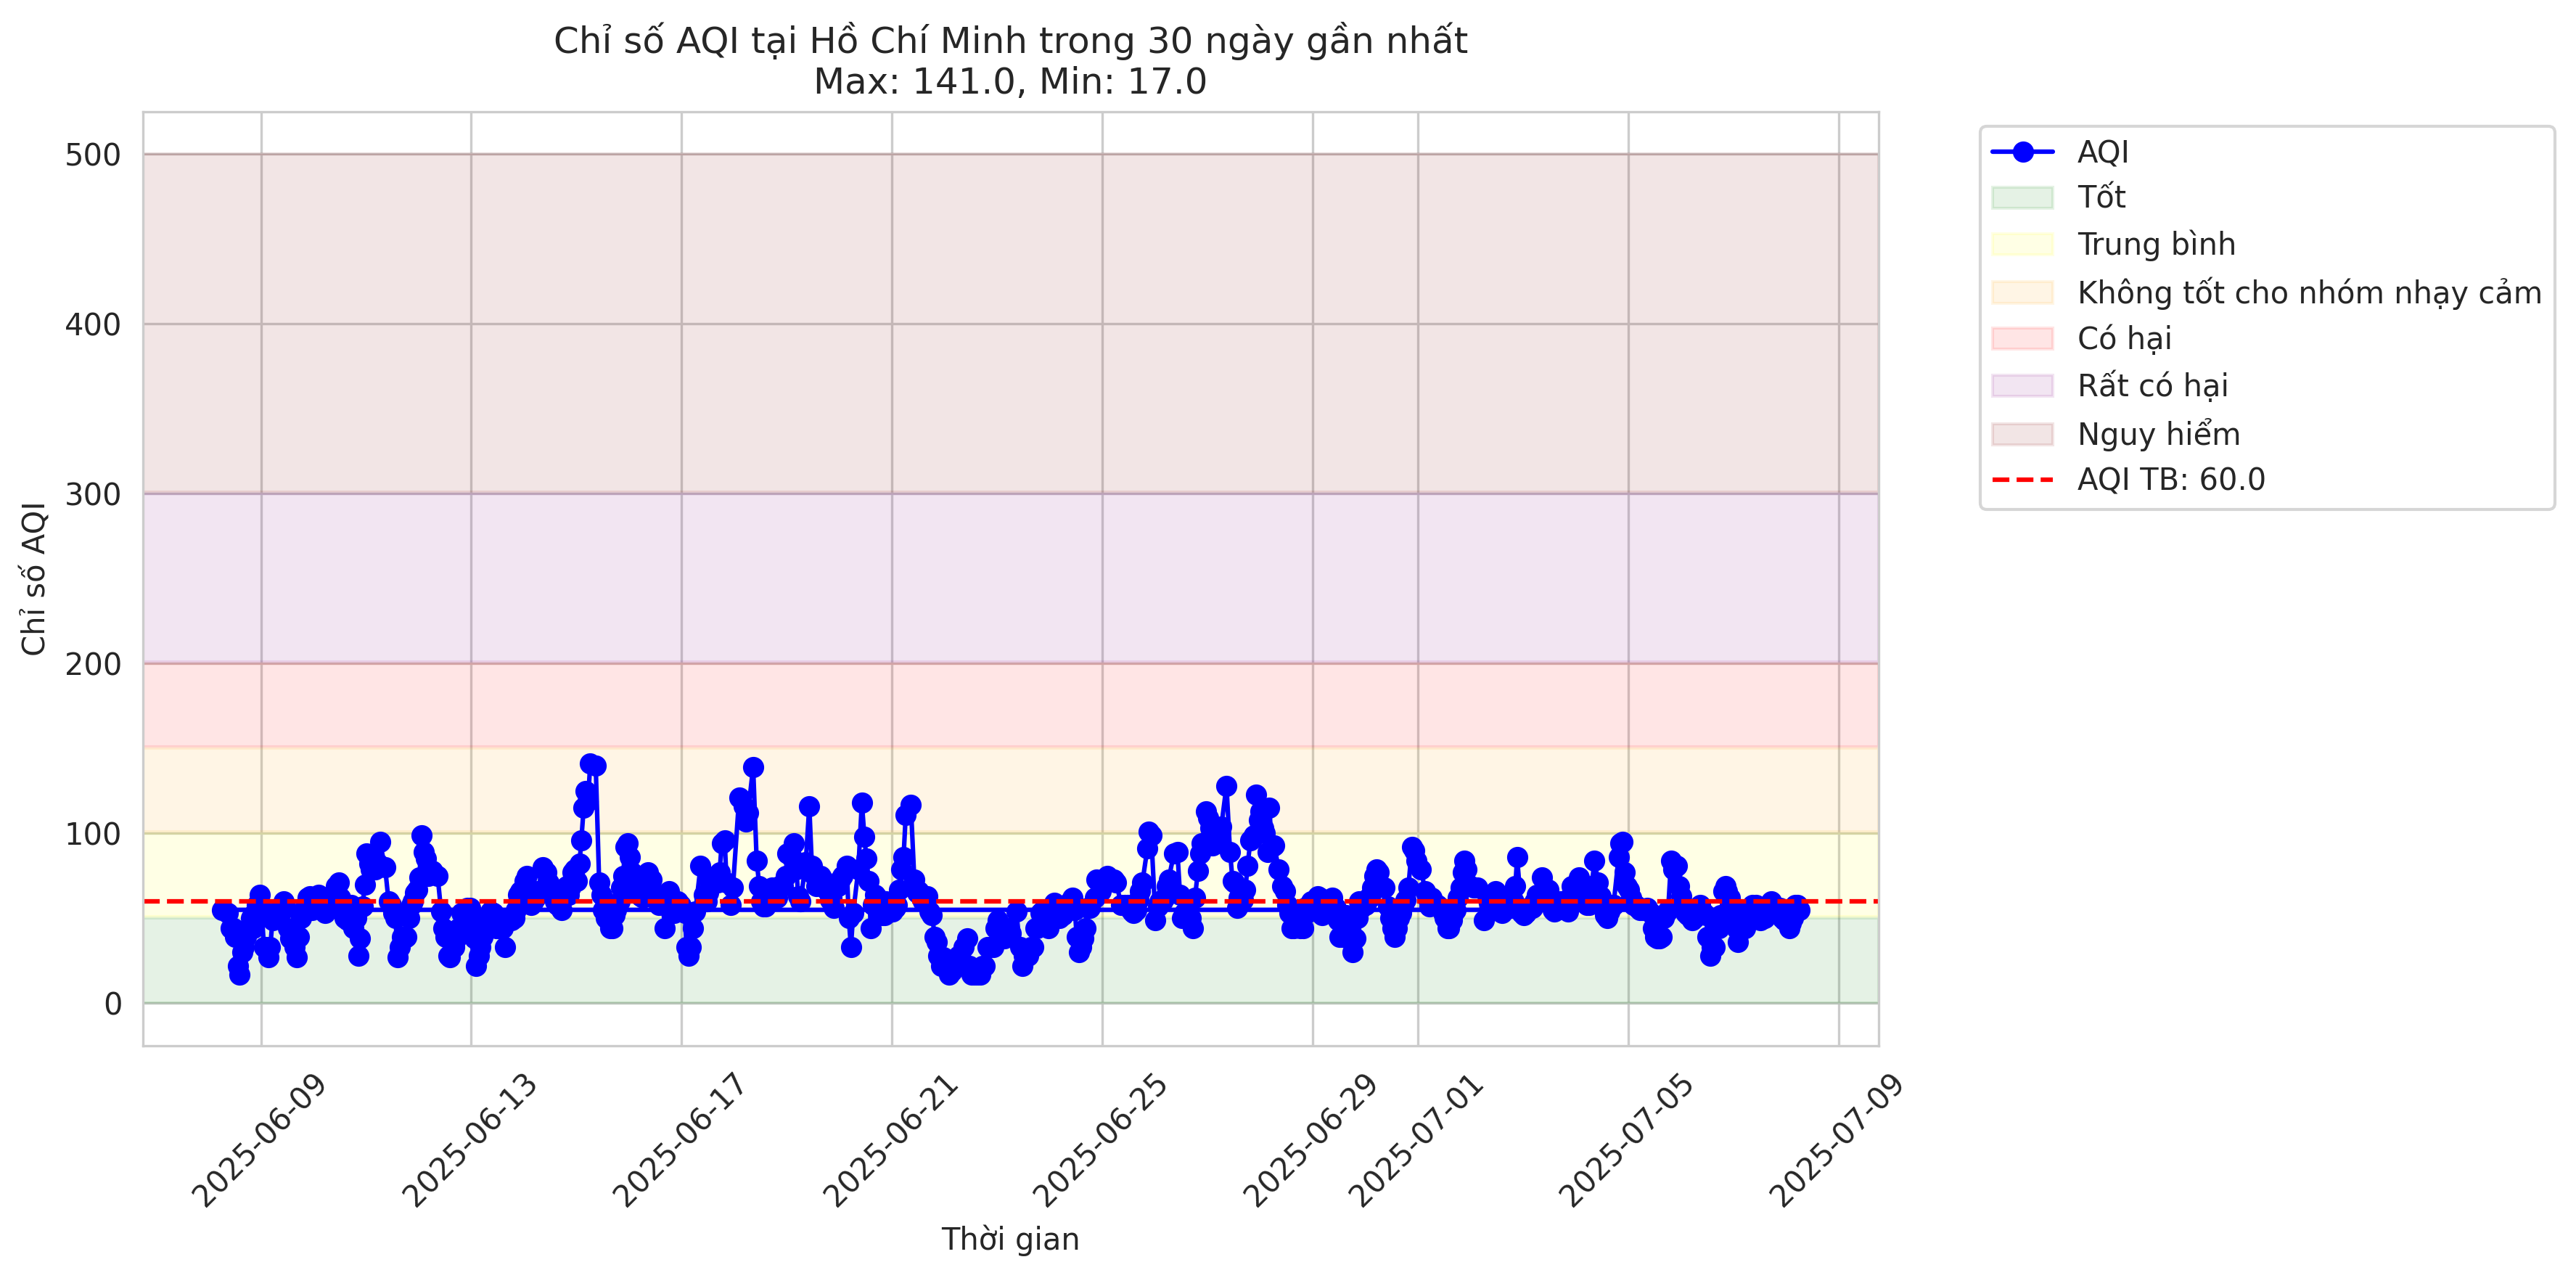 Chỉ số AQI tại Hồ Chí Minh trong 30 ngày gần nhất
Max: 141.0, Min: 17.0
Chỉ số AQI
500
400
300
200
100
0
2025-06-09
2025-06-13
2025-06-17
2025-06-21
2025-06-25
2025-06-29
2025-07-01
2025-07-05
2025-07-09
Thời gian
AQI
Tốt
Trung bình
Không tốt cho nhóm nhạy cảm
Có hại
Rất có hại
Nguy hiểm
AQI TB: 60.0